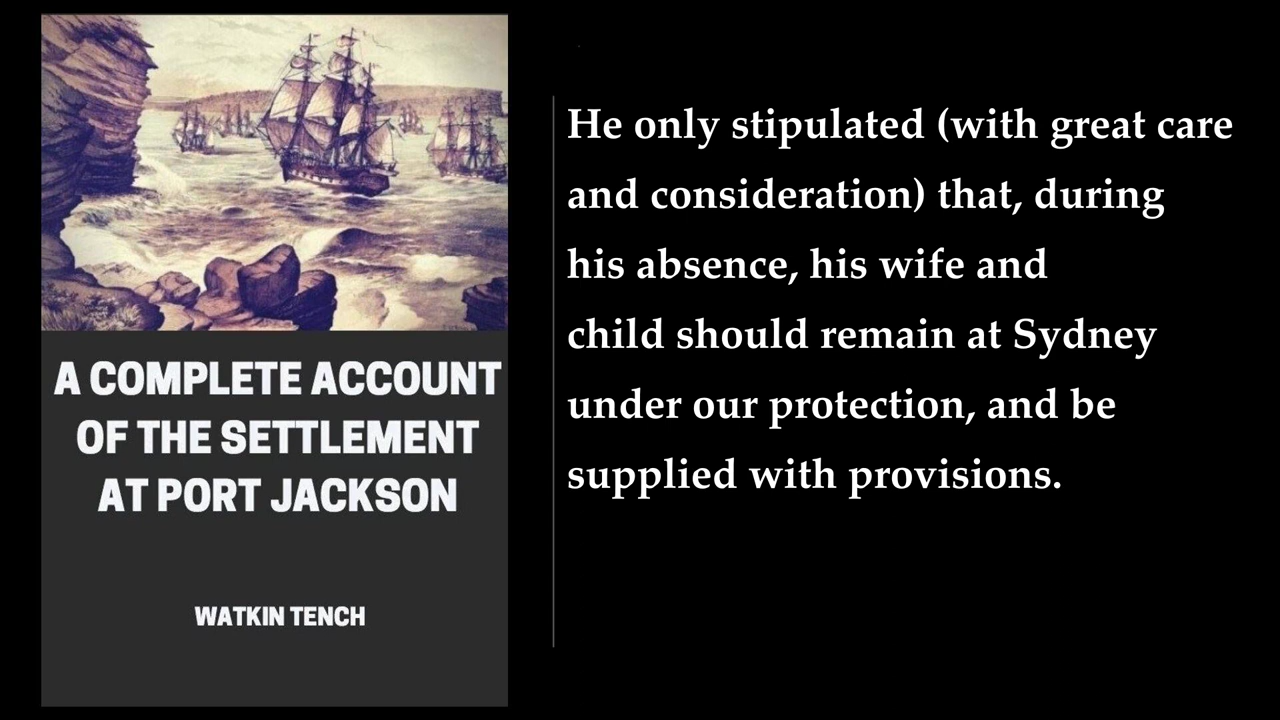 A COMPLETE ACCOUNT
OF THE SETTLEMENT
AT PORT JACKSON
WATKIN TENCH
He only stipulated (with great care
and consideration) that, during
his absence, his wife and
child should remain at Sydney
under our protection, and be
supplied with provisions.